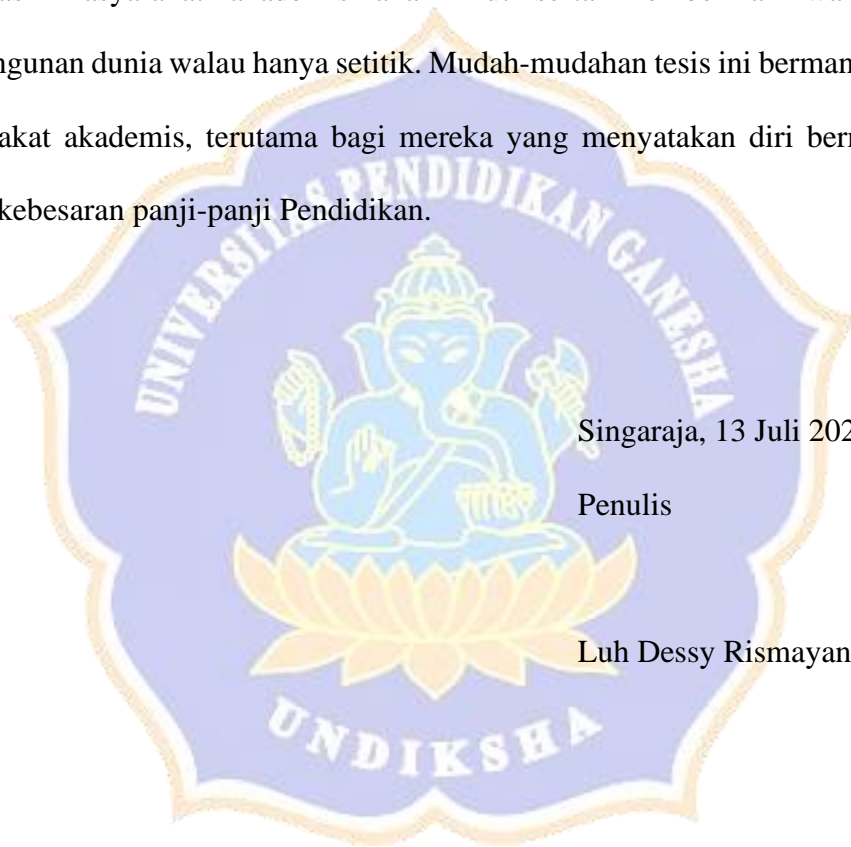 ngunan dunia walau hanya setitik. Mudah-mudahan tesis ini berman
akat akademis, terutama bagi mereka yang menyatakan diri ber
kebesaran panji-panji Pendidikan.
UNIVERSITAS PENDIDIKAN GANESHA
Singaraja, 13 Juli 202
Penulis
Luh Dessy Rismayan
UNDIKSHA